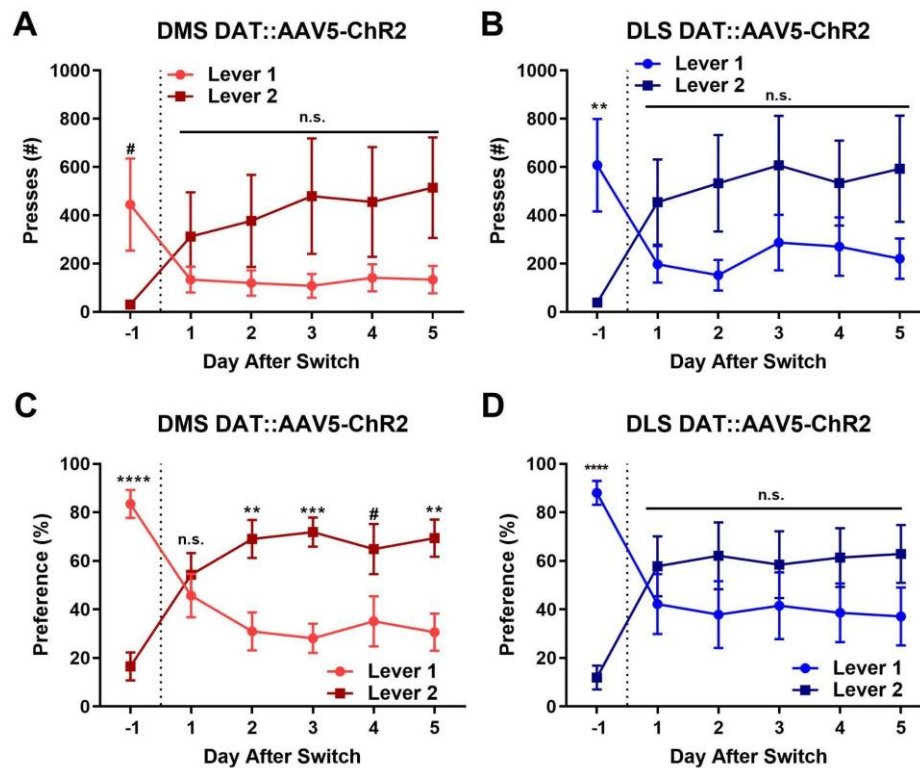 A
DMS DAT::AAV5-ChR2
1000
800
600
400
200
0
Presses (#)
Lever 1
Lever 2
#
n.s.
-1
1
2
3
4
5
Day After Switch
B
DLS DAT::AAV5-ChR2
1000
800
600
400
200
0
Presses (#)
Lever 1
Lever 2
**
n.s.
-1
1
2
3
4
5
Day After Switch
C
DMS DAT::AAV5-ChR2
100
80
60
40
20
0
Preference (%)
****
n.s.
**
***
#
**
Lever 1
Lever 2
-1
1
2
3
4
5
Day After Switch
D
DLS DAT::AAV5-ChR2
100
80
60
40
20
0
Preference (%)
****
n.s.
Lever 1
Lever 2
-1
1
2
3
4
5
Day After Switch